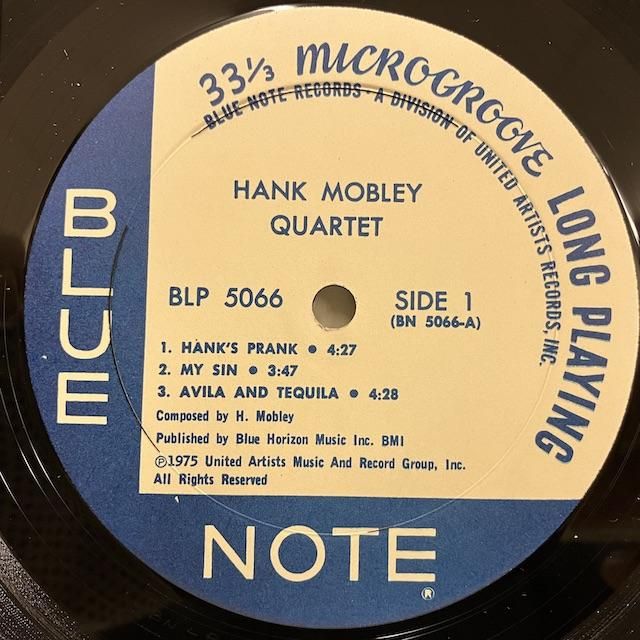 33⅓ MICROGROOVE LONG PLAYING
BLUE NOTE RECORDS · A DIVISION OF UNITED ARTISTS RECORDS, INC.
HANK MOBLEY
QUARTET
BLP 5066
SIDE 1
(BN 5066-A)
1. HANK'S PRANK • 4:27
2. MY SIN • 3:47
3. AVILA AND TEQUILA • 4:28
Composed by H. Mobley
Published by Blue Horizon Music Inc. BMI
℗1975 United Artists Music And Record Group, Inc.
All Rights Reserved
BLUE
NOTE®